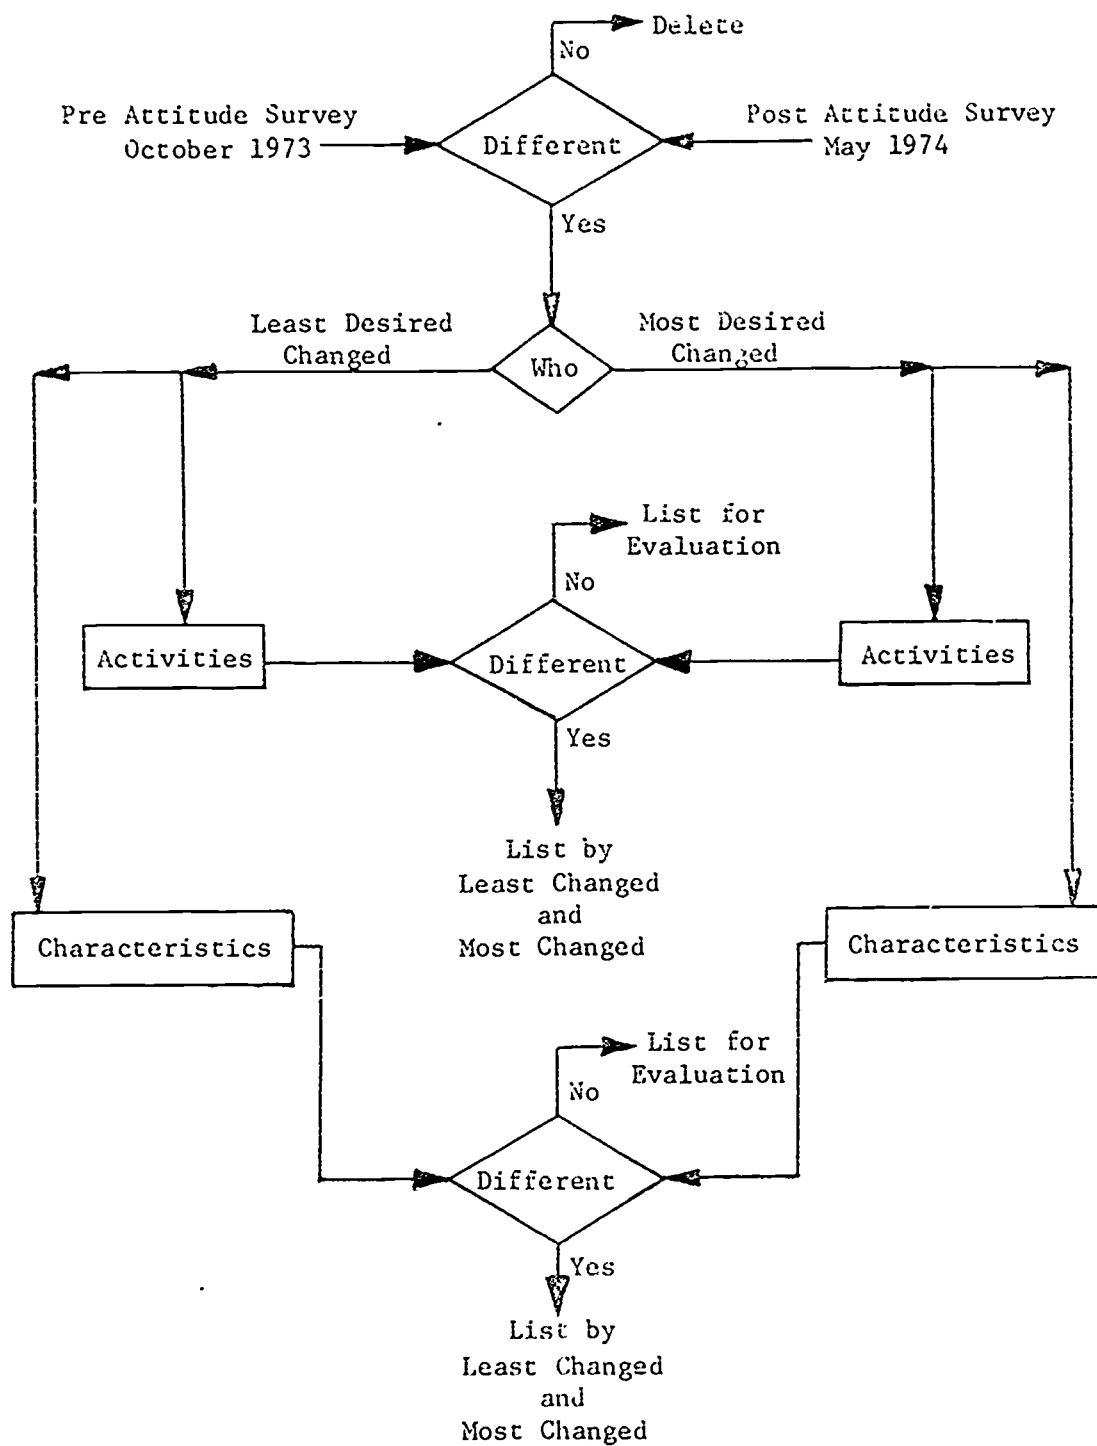 Delete
No
Pre Attitude Survey
October 1973
Different
Post Attitude Survey
May 1974
Yes
Least Desired
Changed
Who
Most Desired
Changed
List for
Evaluation
No
Activities
Different
Activities
Yes
List by
Least Changed
and
Most Changed
Characteristics
Characteristics
List for
Evaluation
No
Different
Yes
List by
Least Changed
and
Most Changed